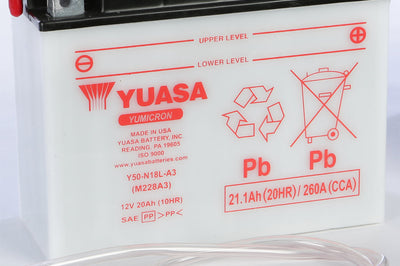 UPPER LEVEL
LOWER LEVEL
YUASA
YUMICRON
MADE IN USA
YUASA BATTERY, INC
READING, PA 19605
ISO 9000
www.yuasabatteries.com
Y50-N18L-A3
(M228A3)
12V 20Ah (10HR)
SAE PP >PP<
Pb Pb
21.1Ah (20HR) / 260A (CCA)